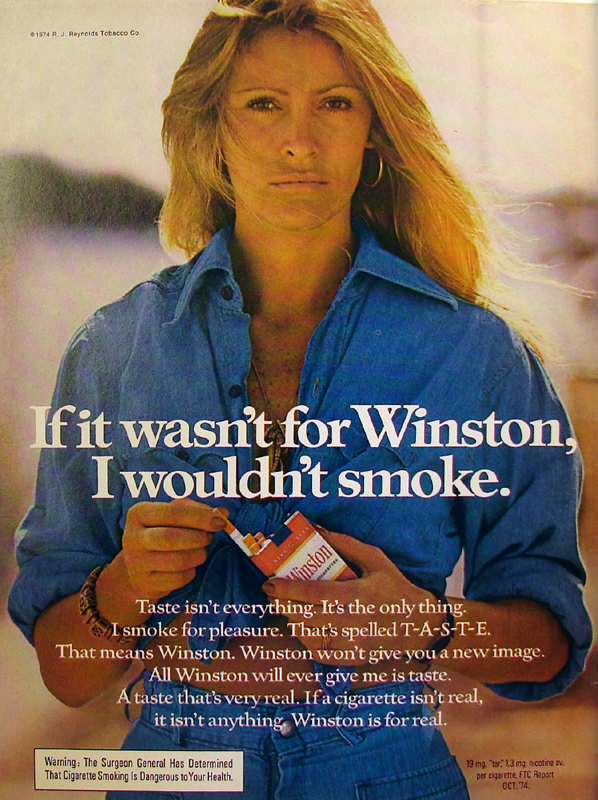 ©1974 R. J. Reynolds Tobacco Co.
If it wasn't for Winston,
I wouldn't smoke.
Winston
Taste isn't everything. It's the only thing.
I smoke for pleasure. That's spelled T-A-S-T-E.
That means Winston. Winston won't give you a new image.
All Winston will ever give me is taste.
A taste that's very real. If a cigarette isn't real,
it isn't anything. Winston is for real.
Warning: The Surgeon General Has Determined
That Cigarette Smoking Is Dangerous to Your Health.
19 mg. "tar," 1.3 mg. nicotine av.
per cigarette, FTC Report
OCT. '74.